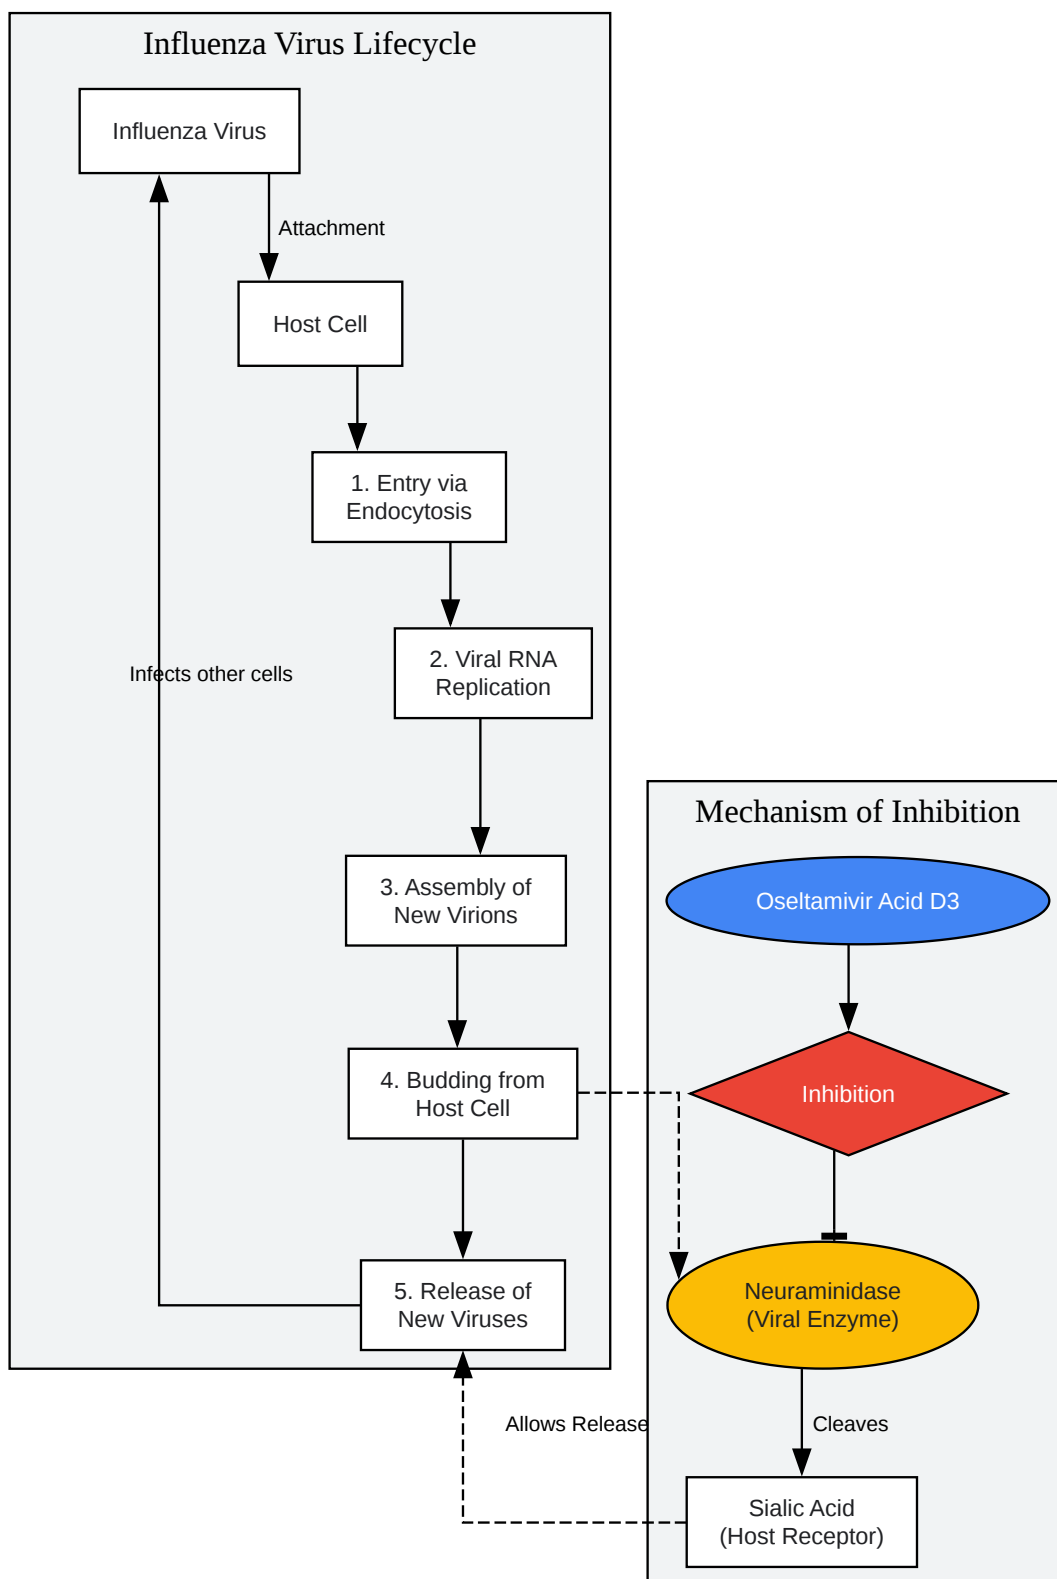 Influenza Virus Lifecycle
Influenza Virus
Attachment
Host Cell
1. Entry via
Endocytosis
2. Viral RNA
Replication
Infects other cells
3. Assembly of
New Virions
4. Budding from
Host Cell
5. Release of
New Viruses
Allows Release
Mechanism of Inhibition
Oseltamivir Acid D3
Inhibition
Neuraminidase
(Viral Enzyme)
Cleaves
Sialic Acid
(Host Receptor)